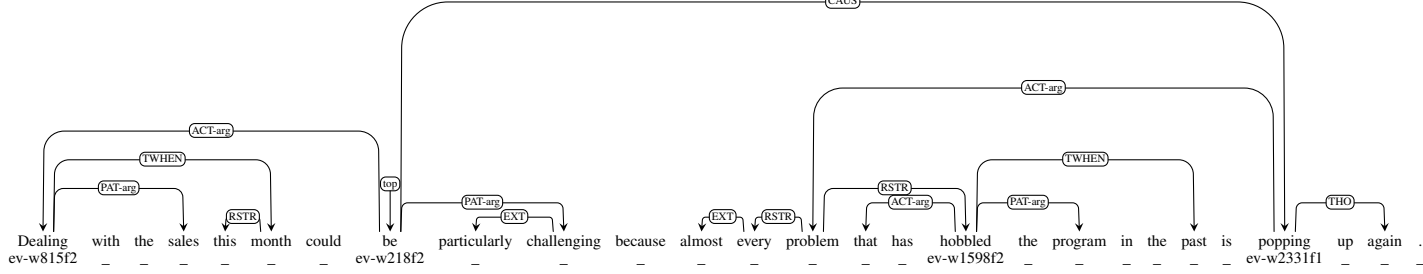 CAUS
ACT-arg
ACT-arg
TWHEN TWHEN
top PAT-arg RSTR
PAT-arg ACT-arg PAT-arg THO
RSTR EXT EXT RSTR
Dealing with the sales this month could be particularly challenging because almost every problem that has hobbled the program in the past is popping up again .
ev-w815f2 _ _ _ _ _ _ ev-w218f2 _ _ _ _ _ _ _ _ ev-w1598f2 _ _ _ _ _ _ ev-w2331f1 _ _ _